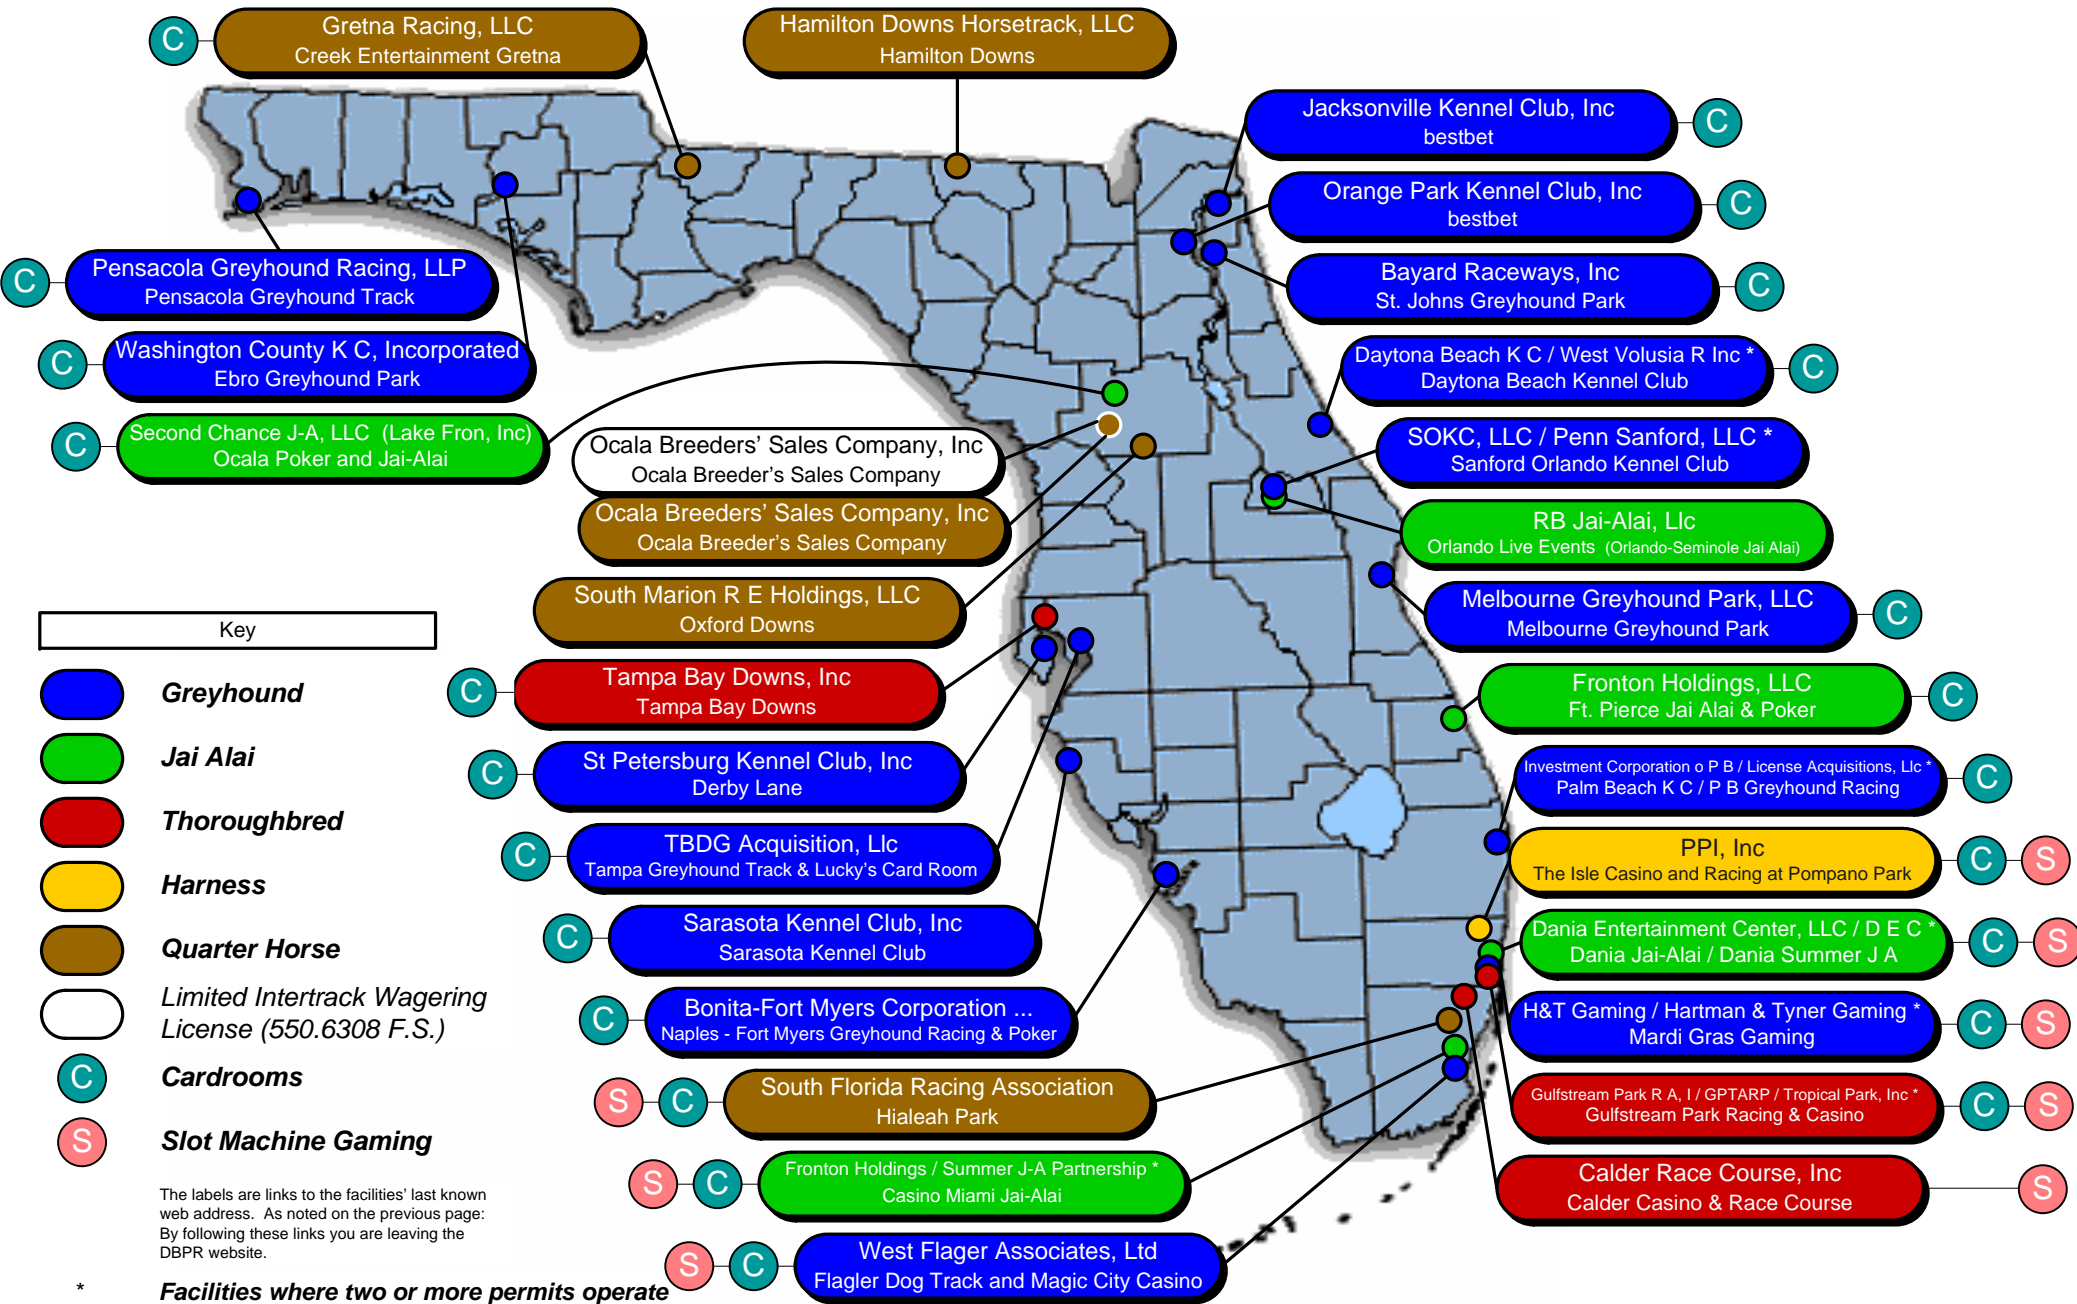 C
Gretna Racing, LLC
Creek Entertainment Gretna
Hamilton Downs Horsetrack, LLC
Hamilton Downs
Jacksonville Kennel Club, Inc
bestbet
C
Orange Park Kennel Club, Inc
bestbet
C
Bayard Raceways, Inc
St. Johns Greyhound Park
C
C
Pensacola Greyhound Racing, LLP
Pensacola Greyhound Track
C
Washington County K C, Incorporated
Ebro Greyhound Park
Daytona Beach K C / West Volusia R Inc *
Daytona Beach Kennel Club
C
C
Second Chance J-A, LLC (Lake Fron, Inc)
Ocala Poker and Jai-Alai
Ocala Breeders' Sales Company, Inc
Ocala Breeder's Sales Company
SOKC, LLC / Penn Sanford, LLC *
Sanford Orlando Kennel Club
Ocala Breeders' Sales Company, Inc
Ocala Breeder's Sales Company
RB Jai-Alai, Llc
Orlando Live Events (Orlando-Seminole Jai Alai)
South Marion R E Holdings, LLC
Oxford Downs
Melbourne Greyhound Park, LLC
Melbourne Greyhound Park
C
C
Tampa Bay Downs, Inc
Tampa Bay Downs
Fronton Holdings, LLC
Ft. Pierce Jai Alai & Poker
C
C
St Petersburg Kennel Club, Inc
Derby Lane
Investment Corporation o P B / License Acquisitions, Llc *
Palm Beach K C / P B Greyhound Racing
C
C
TBDG Acquisition, Llc
Tampa Greyhound Track & Lucky's Card Room
PPI, Inc
The Isle Casino and Racing at Pompano Park
C
S
C
Sarasota Kennel Club, Inc
Sarasota Kennel Club
Dania Entertainment Center, LLC / D E C *
Dania Jai-Alai / Dania Summer J A
C
S
C
Bonita-Fort Myers Corporation ...
Naples - Fort Myers Greyhound Racing & Poker
H&T Gaming / Hartman & Tyner Gaming *
Mardi Gras Gaming
C
S
S
C
South Florida Racing Association
Hialeah Park
Gulfstream Park R A, I / GPTARP / Tropical Park, Inc *
Gulfstream Park Racing & Casino
C
S
S
C
Fronton Holdings / Summer J-A Partnership *
Casino Miami Jai-Alai
Calder Race Course, Inc
Calder Casino & Race Course
S
S
C
West Flager Associates, Ltd
Flagler Dog Track and Magic City Casino
Key
Greyhound
Jai Alai
Thoroughbred
Harness
Quarter Horse
Limited Intertrack Wagering
License (550.6308 F.S.)
C
Cardrooms
S
Slot Machine Gaming
The labels are links to the facilities' last known
web address. As noted on the previous page:
By following these links you are leaving the
DBPR website.
* Facilities where two or more permits operate